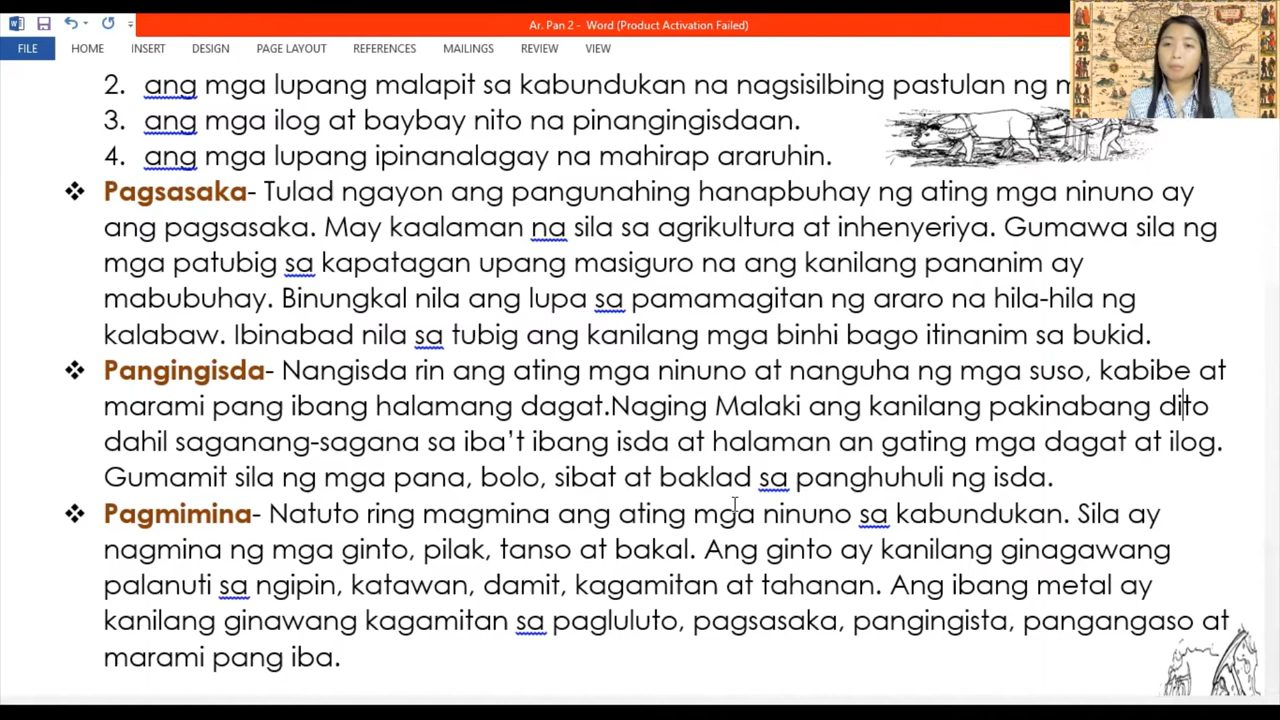 Ar. Pan 2 - Word (Product Activation Failed)
FILE HOME INSERT DESIGN PAGE LAYOUT REFERENCES MAILINGS REVIEW VIEW
2. ang mga lupang malapit sa kabundukan na nagsisilbing pastulan ng
3. ang mga ilog at baybay nito na pinangingisdaan.
4. ang mga lupang ipinanalagay na mahirap araruhin.
❖ Pagsasaka- Tulad ngayon ang pangunahing hanapbuhay ng ating mga ninuno ay
ang pagsasaka. May kaalaman na sila sa agrikultura at inhenyeriya. Gumawa sila ng
mga patubig sa kapatagan upang masiguro na ang kanilang pananim ay
mabubuhay. Binungkal nila ang lupa sa pamamagitan ng araro na hila-hila ng
kalabaw. Ibinabad nila sa tubig ang kanilang mga binhi bago itinanim sa bukid.
❖ Pangingisda- Nangisda rin ang ating mga ninuno at nanguha ng mga suso, kabibe at
marami pang ibang halamang dagat.Naging Malaki ang kanilang pakinabang dito
dahil saganang-sagana sa iba’t ibang isda at halaman an gating mga dagat at ilog.
Gumamit sila ng mga pana, bolo, sibat at baklad sa panghuhuli ng isda.
❖ Pagmimina- Natuto ring magmina ang ating mga ninuno sa kabundukan. Sila ay
nagmina ng mga ginto, pilak, tanso at bakal. Ang ginto ay kanilang ginagawang
palanuti sa ngipin, katawan, damit, kagamitan at tahanan. Ang ibang metal ay
kanilang ginawang kagamitan sa pagluluto, pagsasaka, pangingista, pangangaso at
marami pang iba.